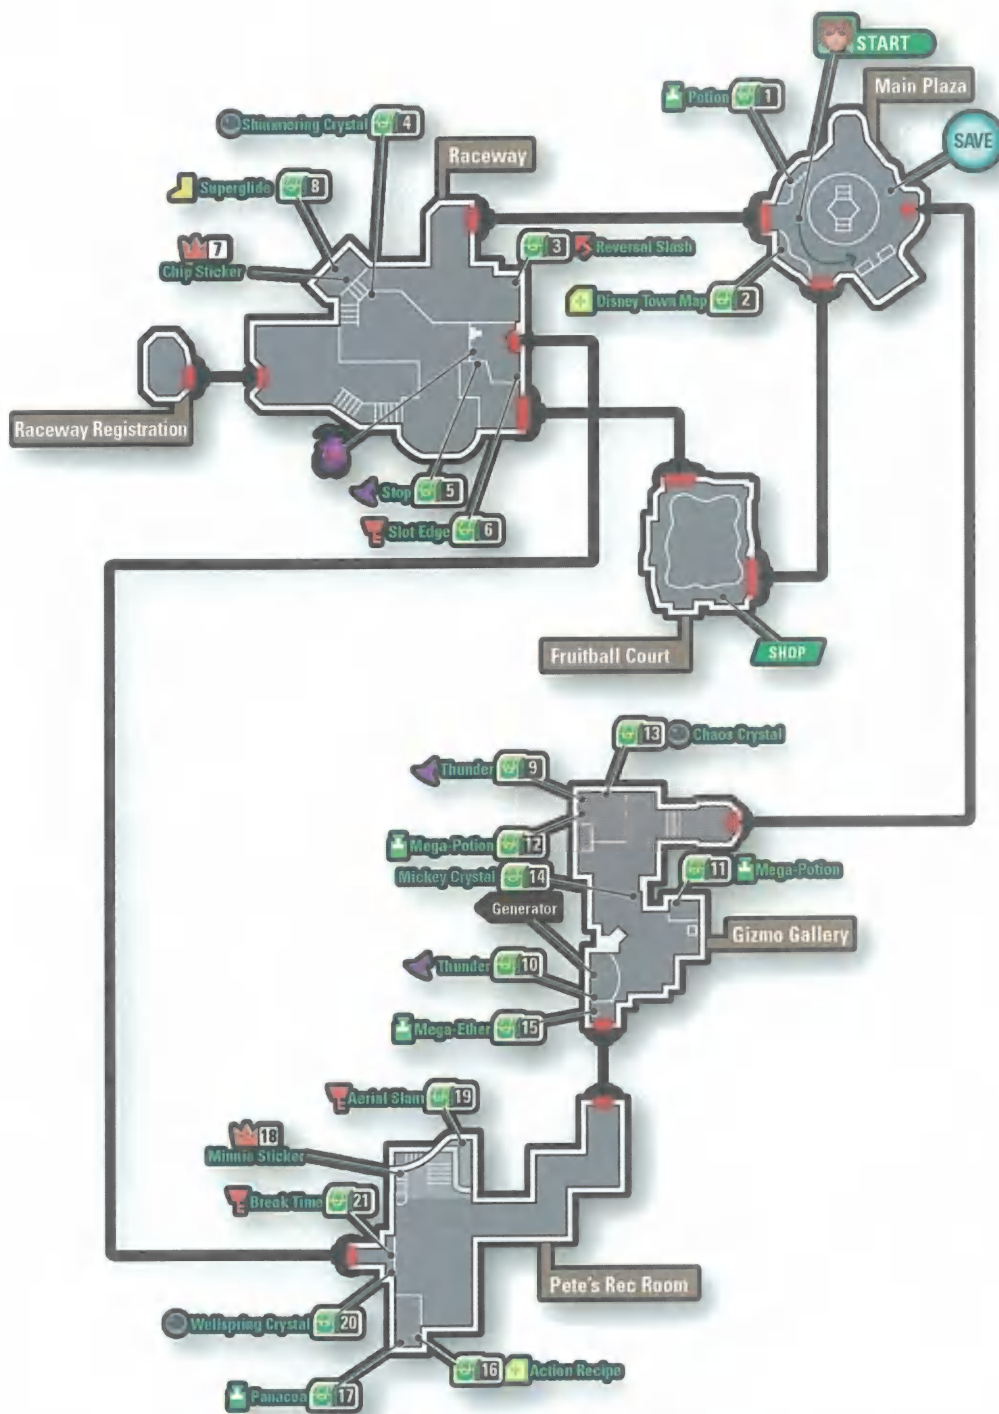 START
Main Plaza
Potion 1
SAVE
Shimmering Crystal 4
Raceway
Superglide 8
7
Chip Sticker
3 Reversal Slash
Disney Town Map 2
Raceway Registration
Stop 5
Slot Edge 6
Fruitball Court
SHOP
13 Chaos Crystal
Thunder 9
Mega-Potion 12
Mickey Crystal 14
11 Mega-Potion
Generator
Gizmo Gallery
Thunder 10
Mega-Ether 15
Aerial Slam 19
18
Minnie Sticker
Break Time 21
Pete's Rec Room
Wellspring Crystal 20
16 Action Recipe
Panacea 17